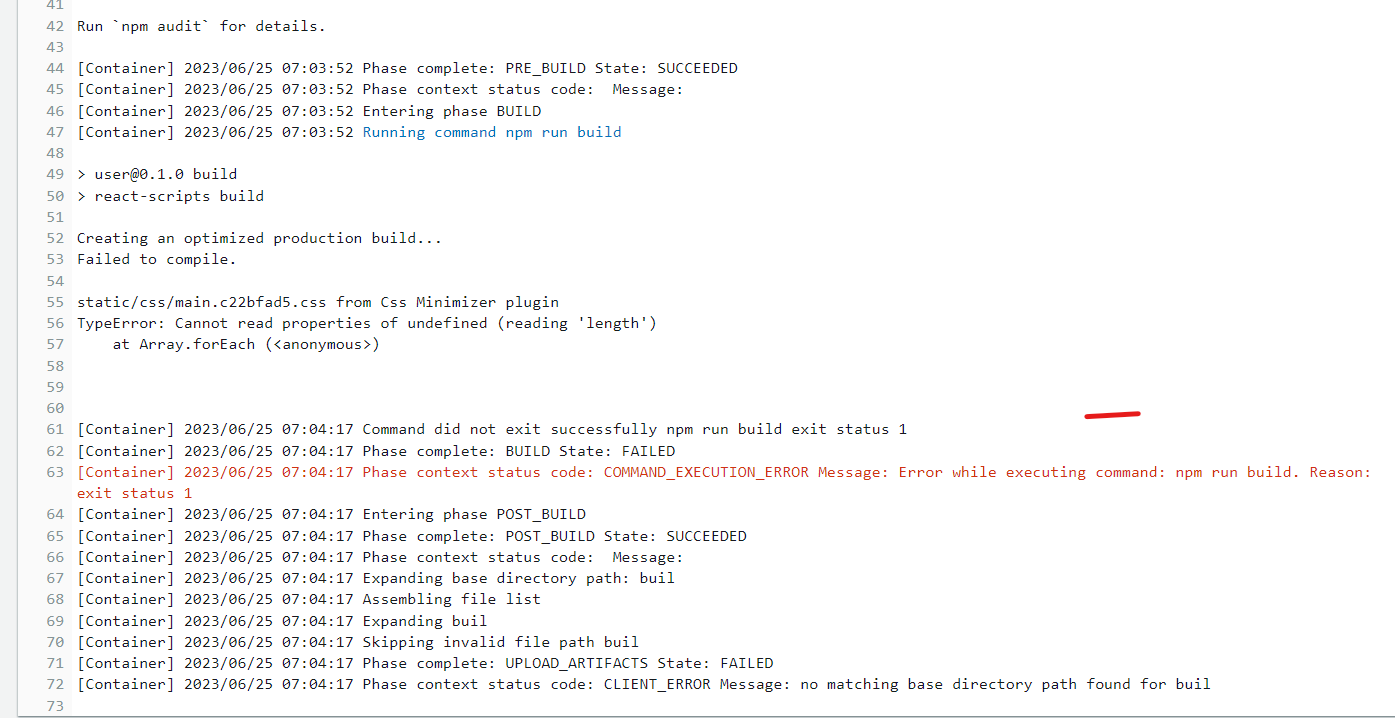 41
42 Run `npm audit` for details.
43
44 [Container] 2023/06/25 07:03:52 Phase complete: PRE_BUILD State: SUCCEEDED
45 [Container] 2023/06/25 07:03:52 Phase context status code:  Message:
46 [Container] 2023/06/25 07:03:52 Entering phase BUILD
47 [Container] 2023/06/25 07:03:52 Running command npm run build
48
49 > user@0.1.0 build
50 > react-scripts build
51
52 Creating an optimized production build...
53 Failed to compile.
54
55 static/css/main.c22bfad5.css from Css Minimizer plugin
56 TypeError: Cannot read properties of undefined (reading 'length')
57     at Array.forEach (<anonymous>)
58
59
60
61 [Container] 2023/06/25 07:04:17 Command did not exit successfully npm run build exit status 1
62 [Container] 2023/06/25 07:04:17 Phase complete: BUILD State: FAILED
63 [Container] 2023/06/25 07:04:17 Phase context status code: COMMAND_EXECUTION_ERROR Message: Error while executing command: npm run build. Reason:
exit status 1
64 [Container] 2023/06/25 07:04:17 Entering phase POST_BUILD
65 [Container] 2023/06/25 07:04:17 Phase complete: POST_BUILD State: SUCCEEDED
66 [Container] 2023/06/25 07:04:17 Phase context status code:  Message:
67 [Container] 2023/06/25 07:04:17 Expanding base directory path: buil
68 [Container] 2023/06/25 07:04:17 Assembling file list
69 [Container] 2023/06/25 07:04:17 Expanding buil
70 [Container] 2023/06/25 07:04:17 Skipping invalid file path buil
71 [Container] 2023/06/25 07:04:17 Phase complete: UPLOAD_ARTIFACTS State: FAILED
72 [Container] 2023/06/25 07:04:17 Phase context status code: CLIENT_ERROR Message: no matching base directory path found for buil
73